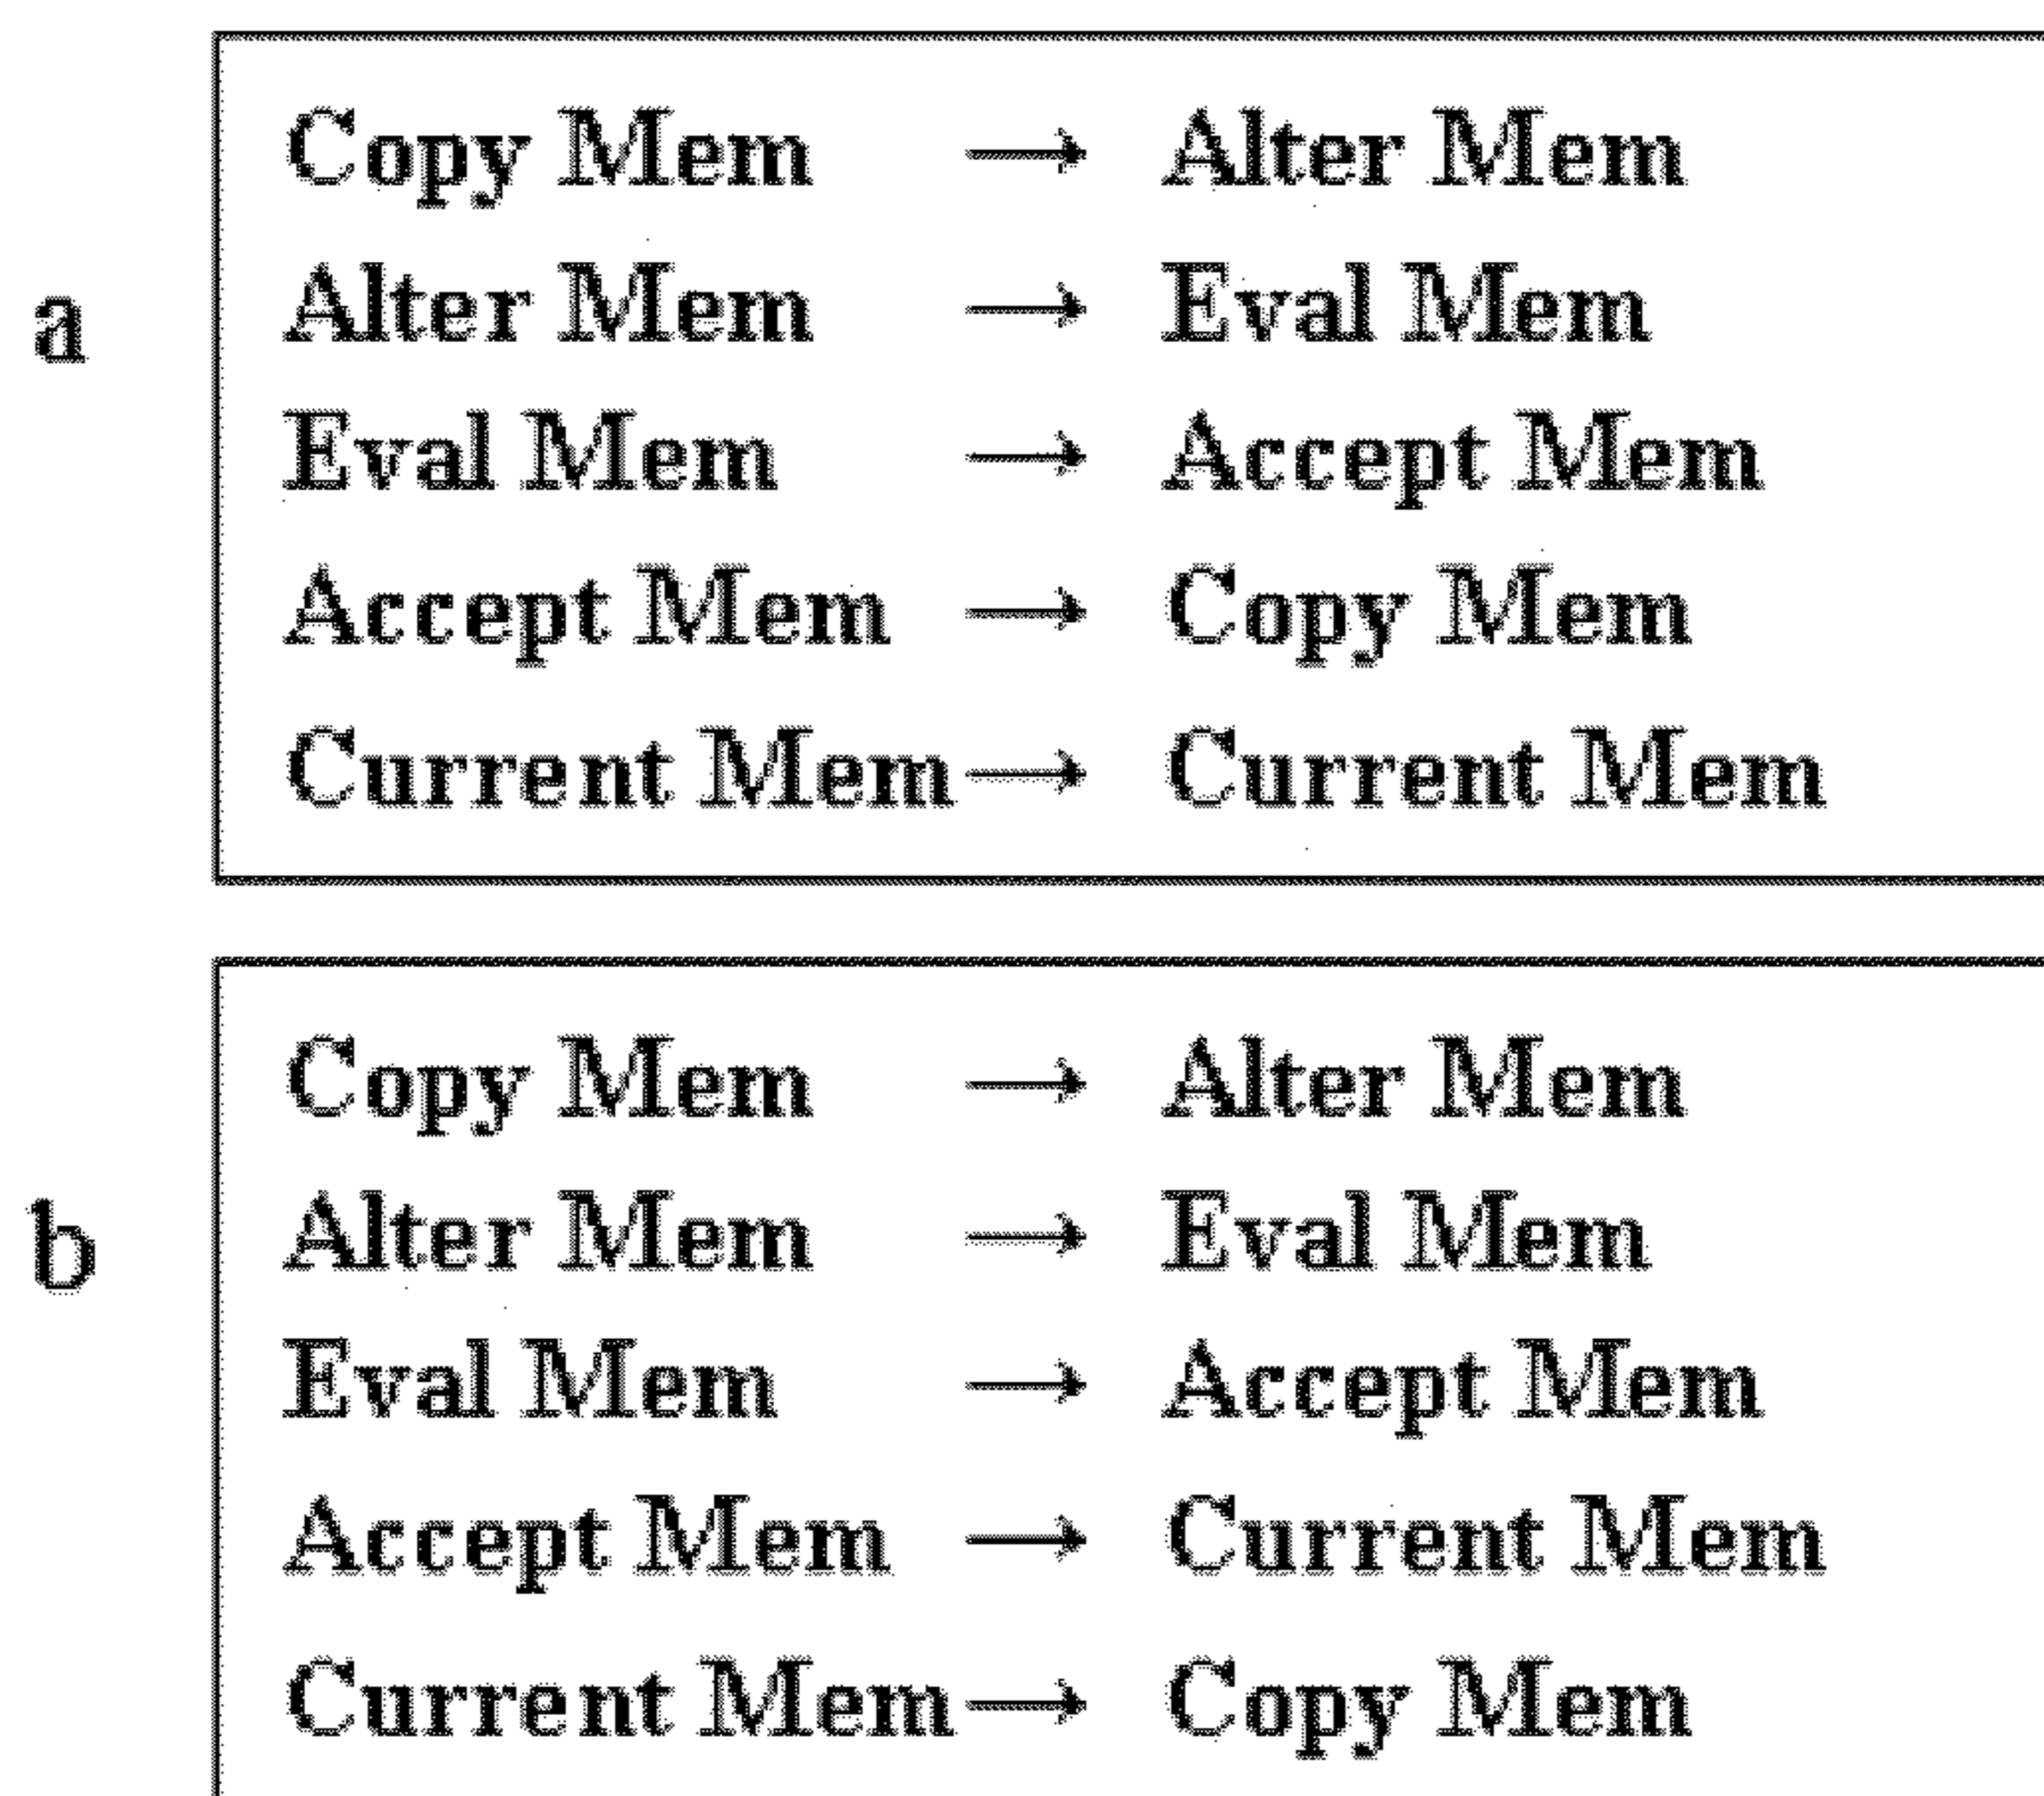 Copy Mem → Alter Mem
a
Alter Mem → Eval Mem
Eval Mem → Accept Mem
Accept Mem → Copy Mem
Current Mem → Current Mem
Copy Mem → Alter Mem
b
Alter Mem → Eval Mem
Eval Mem → Accept Mem
Accept Mem → Current Mem
Current Mem → Copy Mem